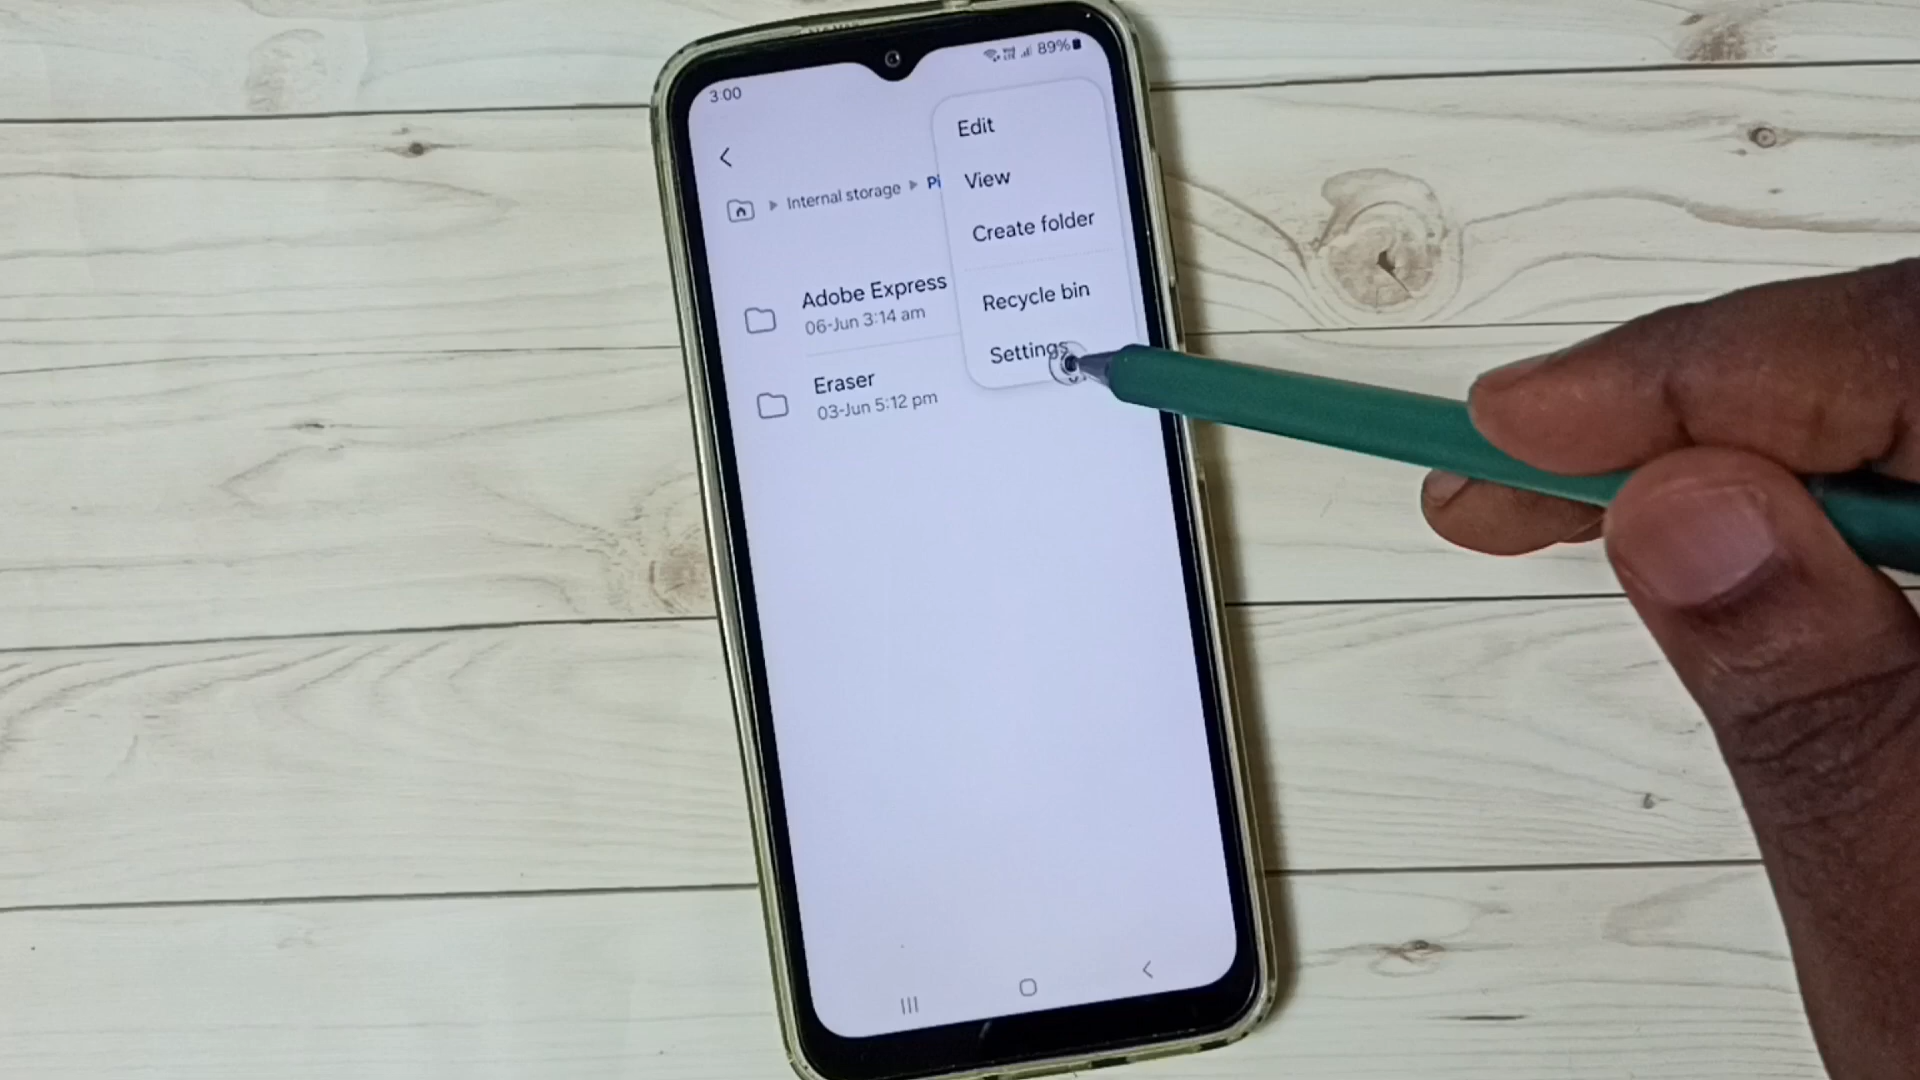 3:00
89%
Edit
View
Create folder
Recycle bin
Settings
Internal storage
Adobe Express
06-Jun 3:14 am
Eraser
03-Jun 5:12 pm